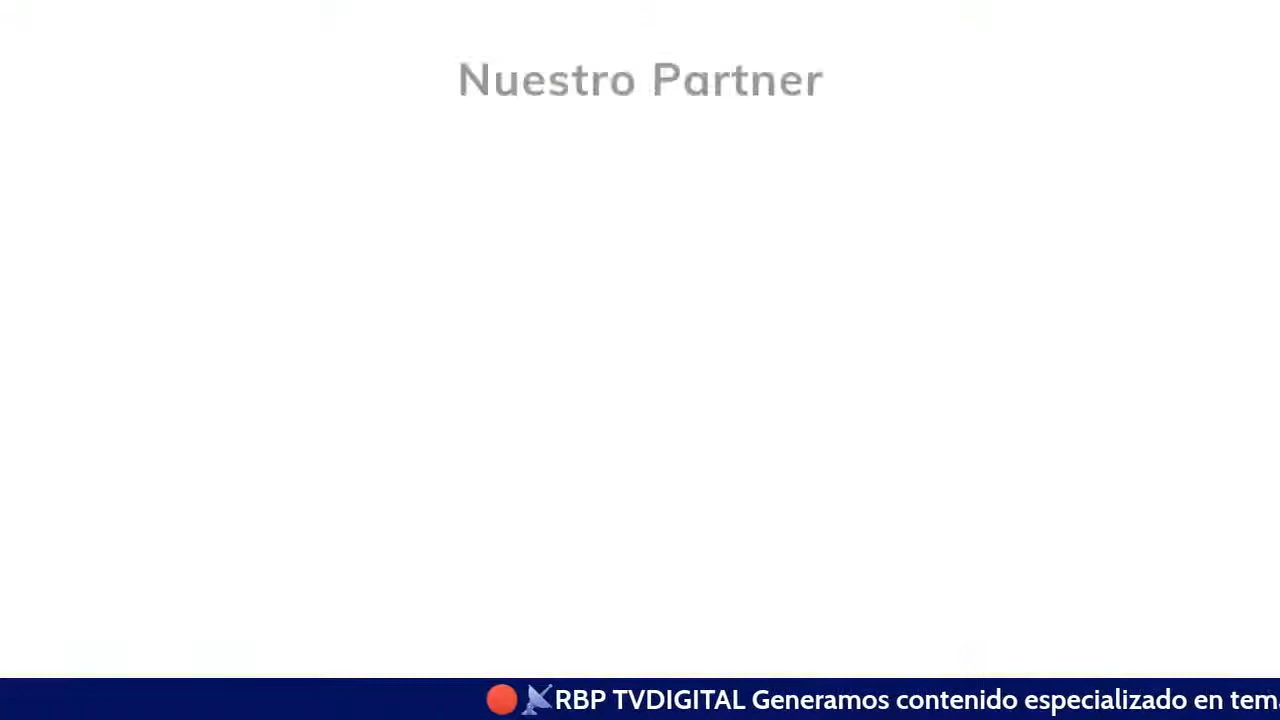 Nuestro Partner
🔴📡RBP TVDIGITAL Generamos contenido especializado en tem